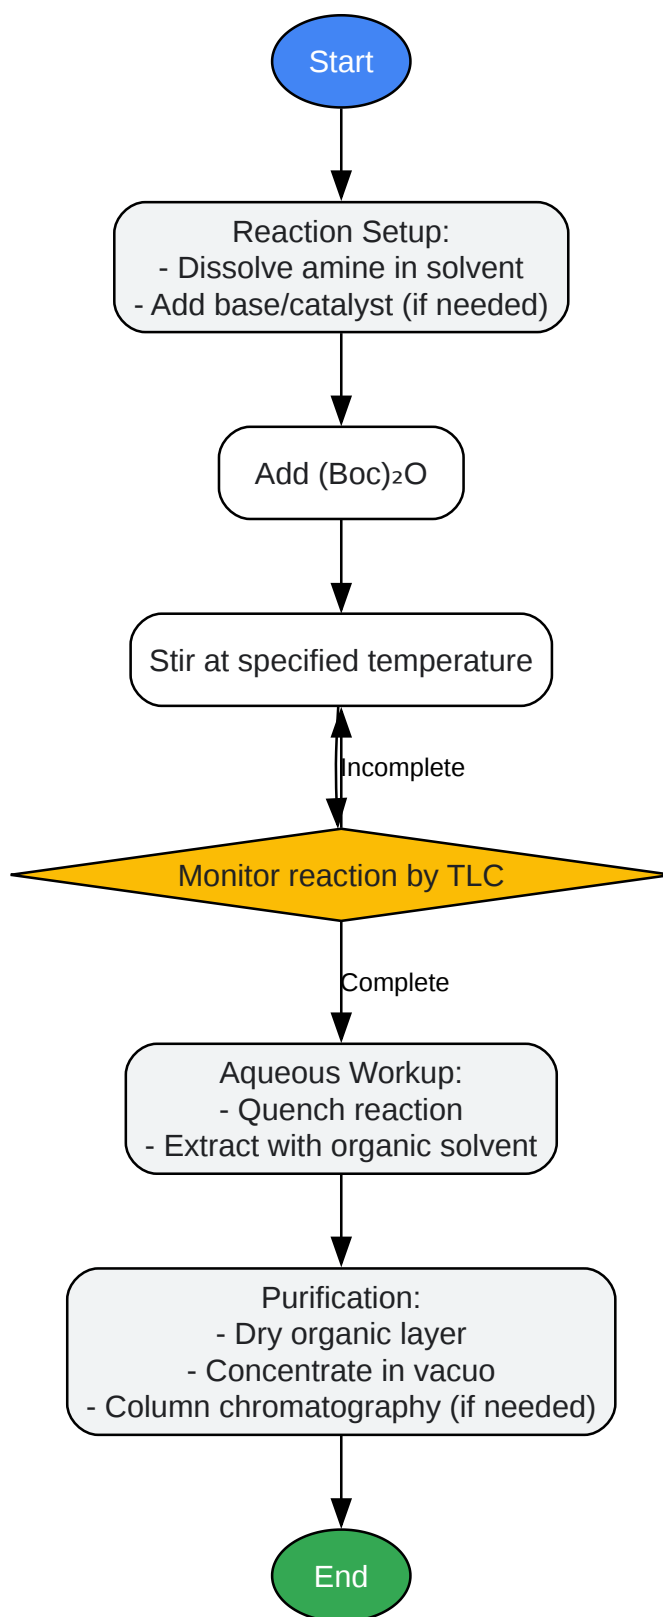 Start
Reaction Setup:
- Dissolve amine in solvent
- Add base/catalyst (if needed)
Add (Boc)₂O
Stir at specified temperature
Incomplete
Monitor reaction by TLC
Complete
Aqueous Workup:
- Quench reaction
- Extract with organic solvent
Purification:
- Dry organic layer
- Concentrate in vacuo
- Column chromatography (if needed)
End